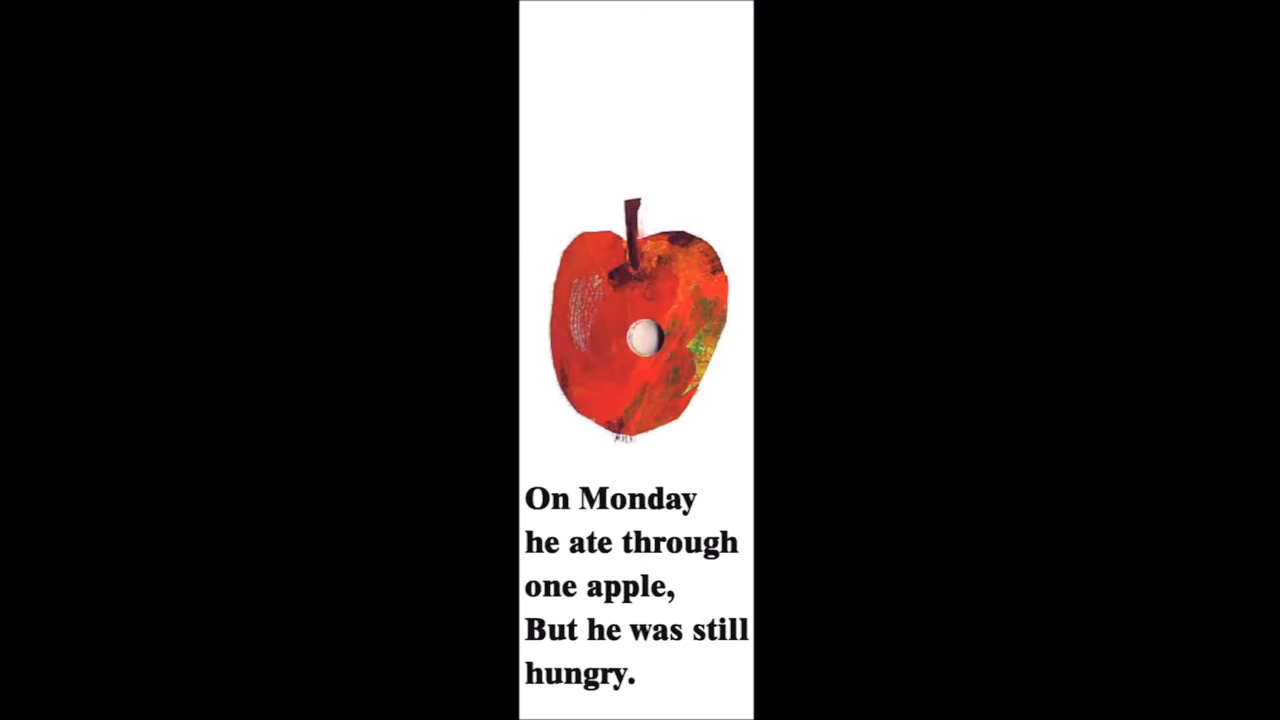 On Monday
he ate through
one apple,
But he was still
hungry.